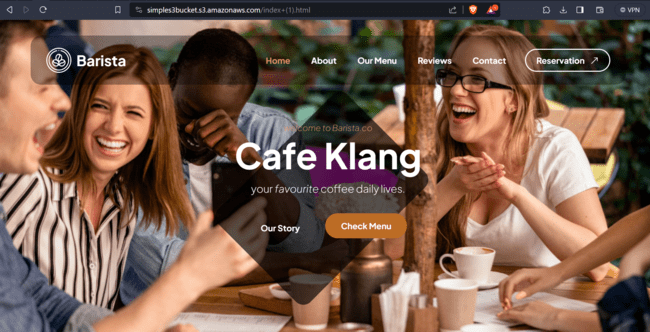 simples3bucket.s3.amazonaws.com/index+(1).html
VPN
Barista
Home
About
Our Menu
Reviews
Contact
Reservation
Welcome to Barista.co
Cafe Klang
your favourite coffee daily lives.
Our Story
Check Menu